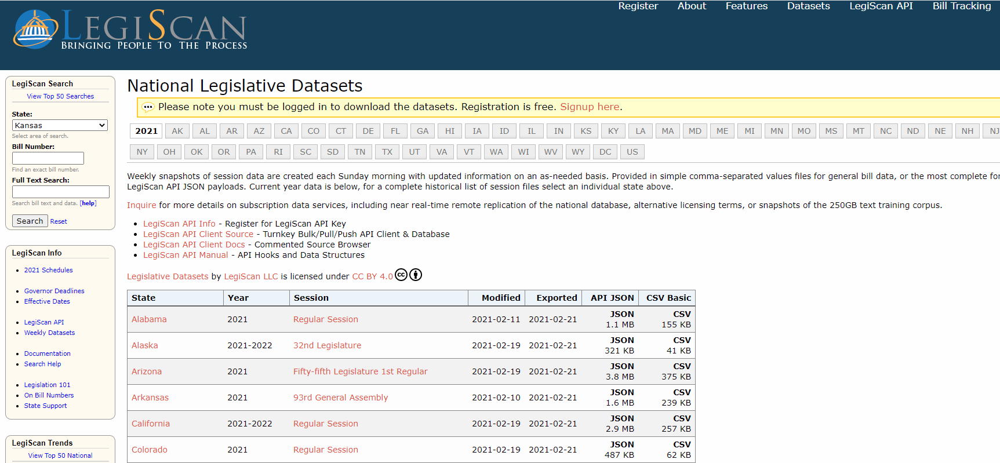 Register About Features Datasets LegiScan API Bill Tracking
LEGISCAN
BRINGING PEOPLE TO THE PROCESS
LegiScan Search
View Top 50 Searches
State:
Kansas
Select area of search.
Bill Number:
Find an exact bill number.
Full Text Search:
Search bill text and data. [help]
Search Reset
LegiScan Info
2021 Schedules
Governor Deadlines
Effective Dates
LegiScan API
Weekly Datasets
Documentation
Search Help
Legislation 101
On Bill Numbers
State Support
LegiScan Trends
View Top 50 National
National Legislative Datasets
Please note you must be logged in to download the datasets. Registration is free. Signup here.
2021 AK AL AR AZ CA CO CT DE FL GA HI IA ID IL IN KS KY LA MA MD ME MI MN MO MS MT NC ND NE NH NJ
NY OH OK OR PA RI SC SD TN TX UT VA VT WA WI WV WY DC US
Weekly snapshots of session data are created each Sunday morning with updated information on an as-needed basis. Provided in simple comma-separated values files for general bill data, or the most complete for
LegiScan API JSON payloads. Current year data is below, for a complete historical list of session files select an individual state above.
Inquire for more details on subscription data services, including near real-time remote replication of the national database, alternative licensing terms, or snapshots of the 250GB text training corpus.
LegiScan API Info - Register for LegiScan API Key
LegiScan API Client Source - Turnkey Bulk/Pull/Push API Client & Database
LegiScan API Client Docs - Commented Source Browser
LegiScan API Manual - API Hooks and Data Structures
Legislative Datasets by LegiScan LLC is licensed under CC BY 4.0 cc
State Year Session Modified Exported API JSON CSV Basic
Alabama 2021 Regular Session 2021-02-11 2021-02-21 JSON 1.1 MB CSV 155 KB
Alaska 2021-2022 32nd Legislature 2021-02-19 2021-02-21 JSON 321 KB CSV 41 KB
Arizona 2021 Fifty-fifth Legislature 1st Regular 2021-02-19 2021-02-21 JSON 3.8 MB CSV 375 KB
Arkansas 2021 93rd General Assembly 2021-02-10 2021-02-21 JSON 1.6 MB CSV 239 KB
California 2021-2022 Regular Session 2021-02-19 2021-02-21 JSON 2.9 MB CSV 257 KB
Colorado 2021 Regular Session 2021-02-19 2021-02-21 JSON 487 KB CSV 62 KB